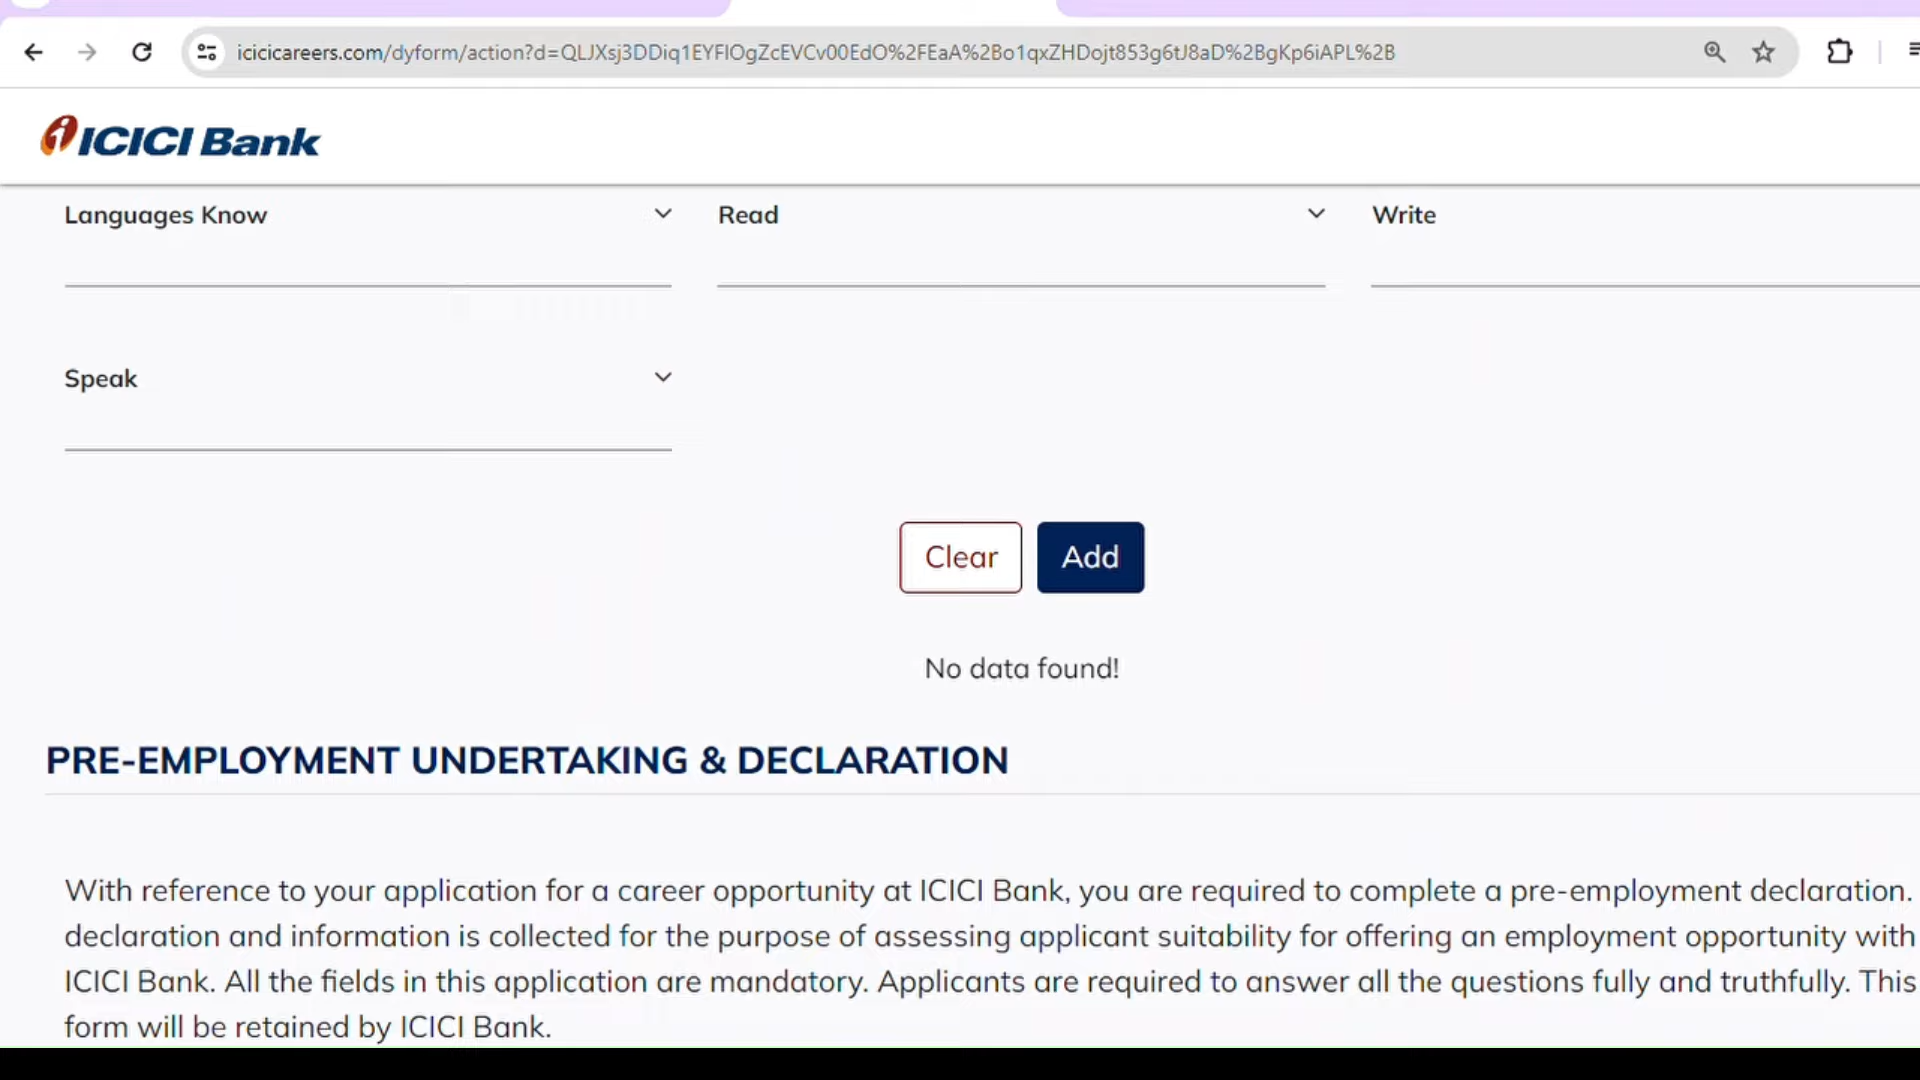 icicicareers.com/dyform/action?d=QLJXsj3DDiq1EYFlOgZcEVCv00EdO%2FEaA%2Bo1qxZHDojt853g6tJ8aD%2BgKp6iAPL%2B
ICICI Bank
Languages Know Read Write
Speak
Clear Add
No data found!
PRE-EMPLOYMENT UNDERTAKING & DECLARATION
With reference to your application for a career opportunity at ICICI Bank, you are required to complete a pre-employment declaration.
declaration and information is collected for the purpose of assessing applicant suitability for offering an employment opportunity with
ICICI Bank. All the fields in this application are mandatory. Applicants are required to answer all the questions fully and truthfully. This
form will be retained by ICICI Bank.